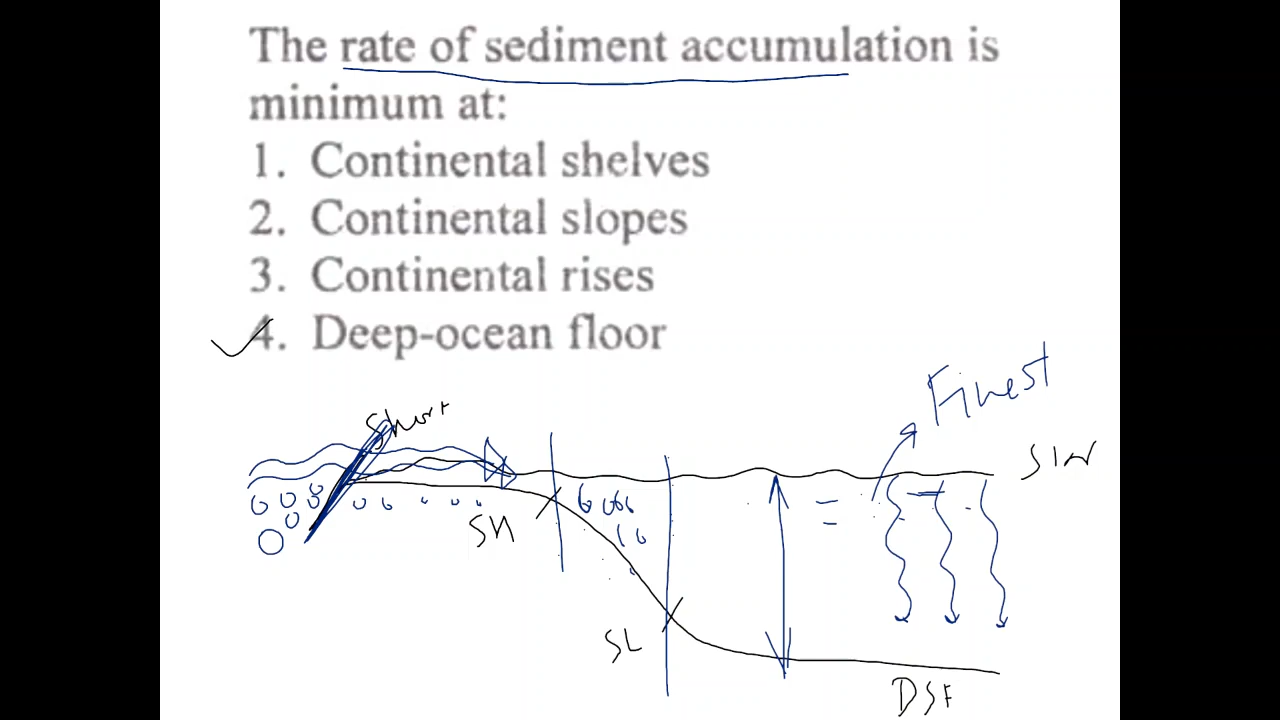 The rate of sediment accumulation is
minimum at:
1. Continental shelves
2. Continental slopes
3. Continental rises
4. Deep-ocean floor
Finest
Shore
SH
SL
DSF